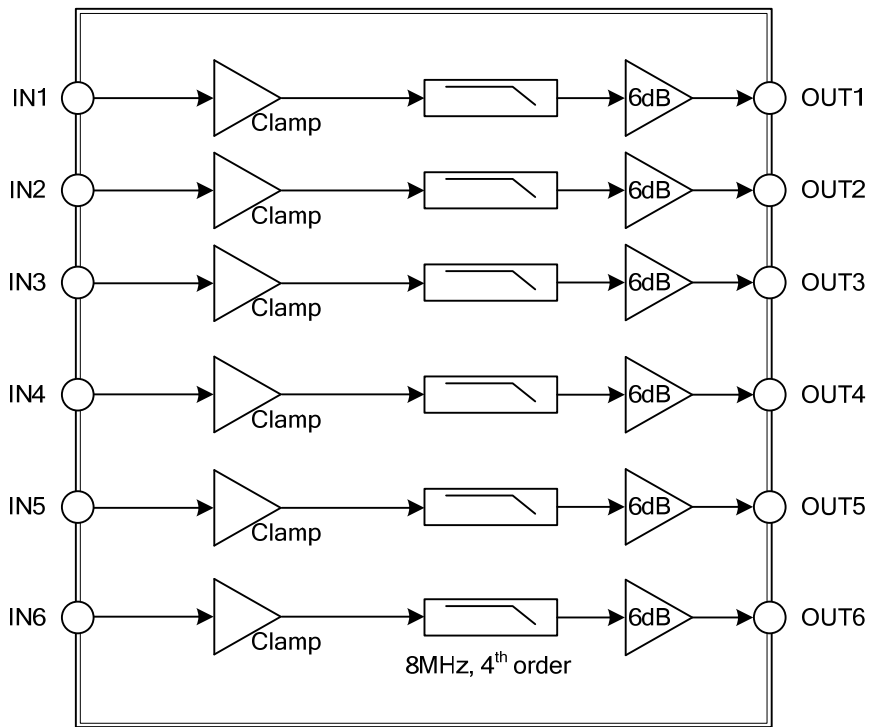 IN1 Clamp 6dB OUT1
IN2 Clamp 6dB OUT2
IN3 Clamp 6dB OUT3
IN4 Clamp 6dB OUT4
IN5 Clamp 6dB OUT5
IN6 Clamp 6dB OUT6
8MHz, 4th order